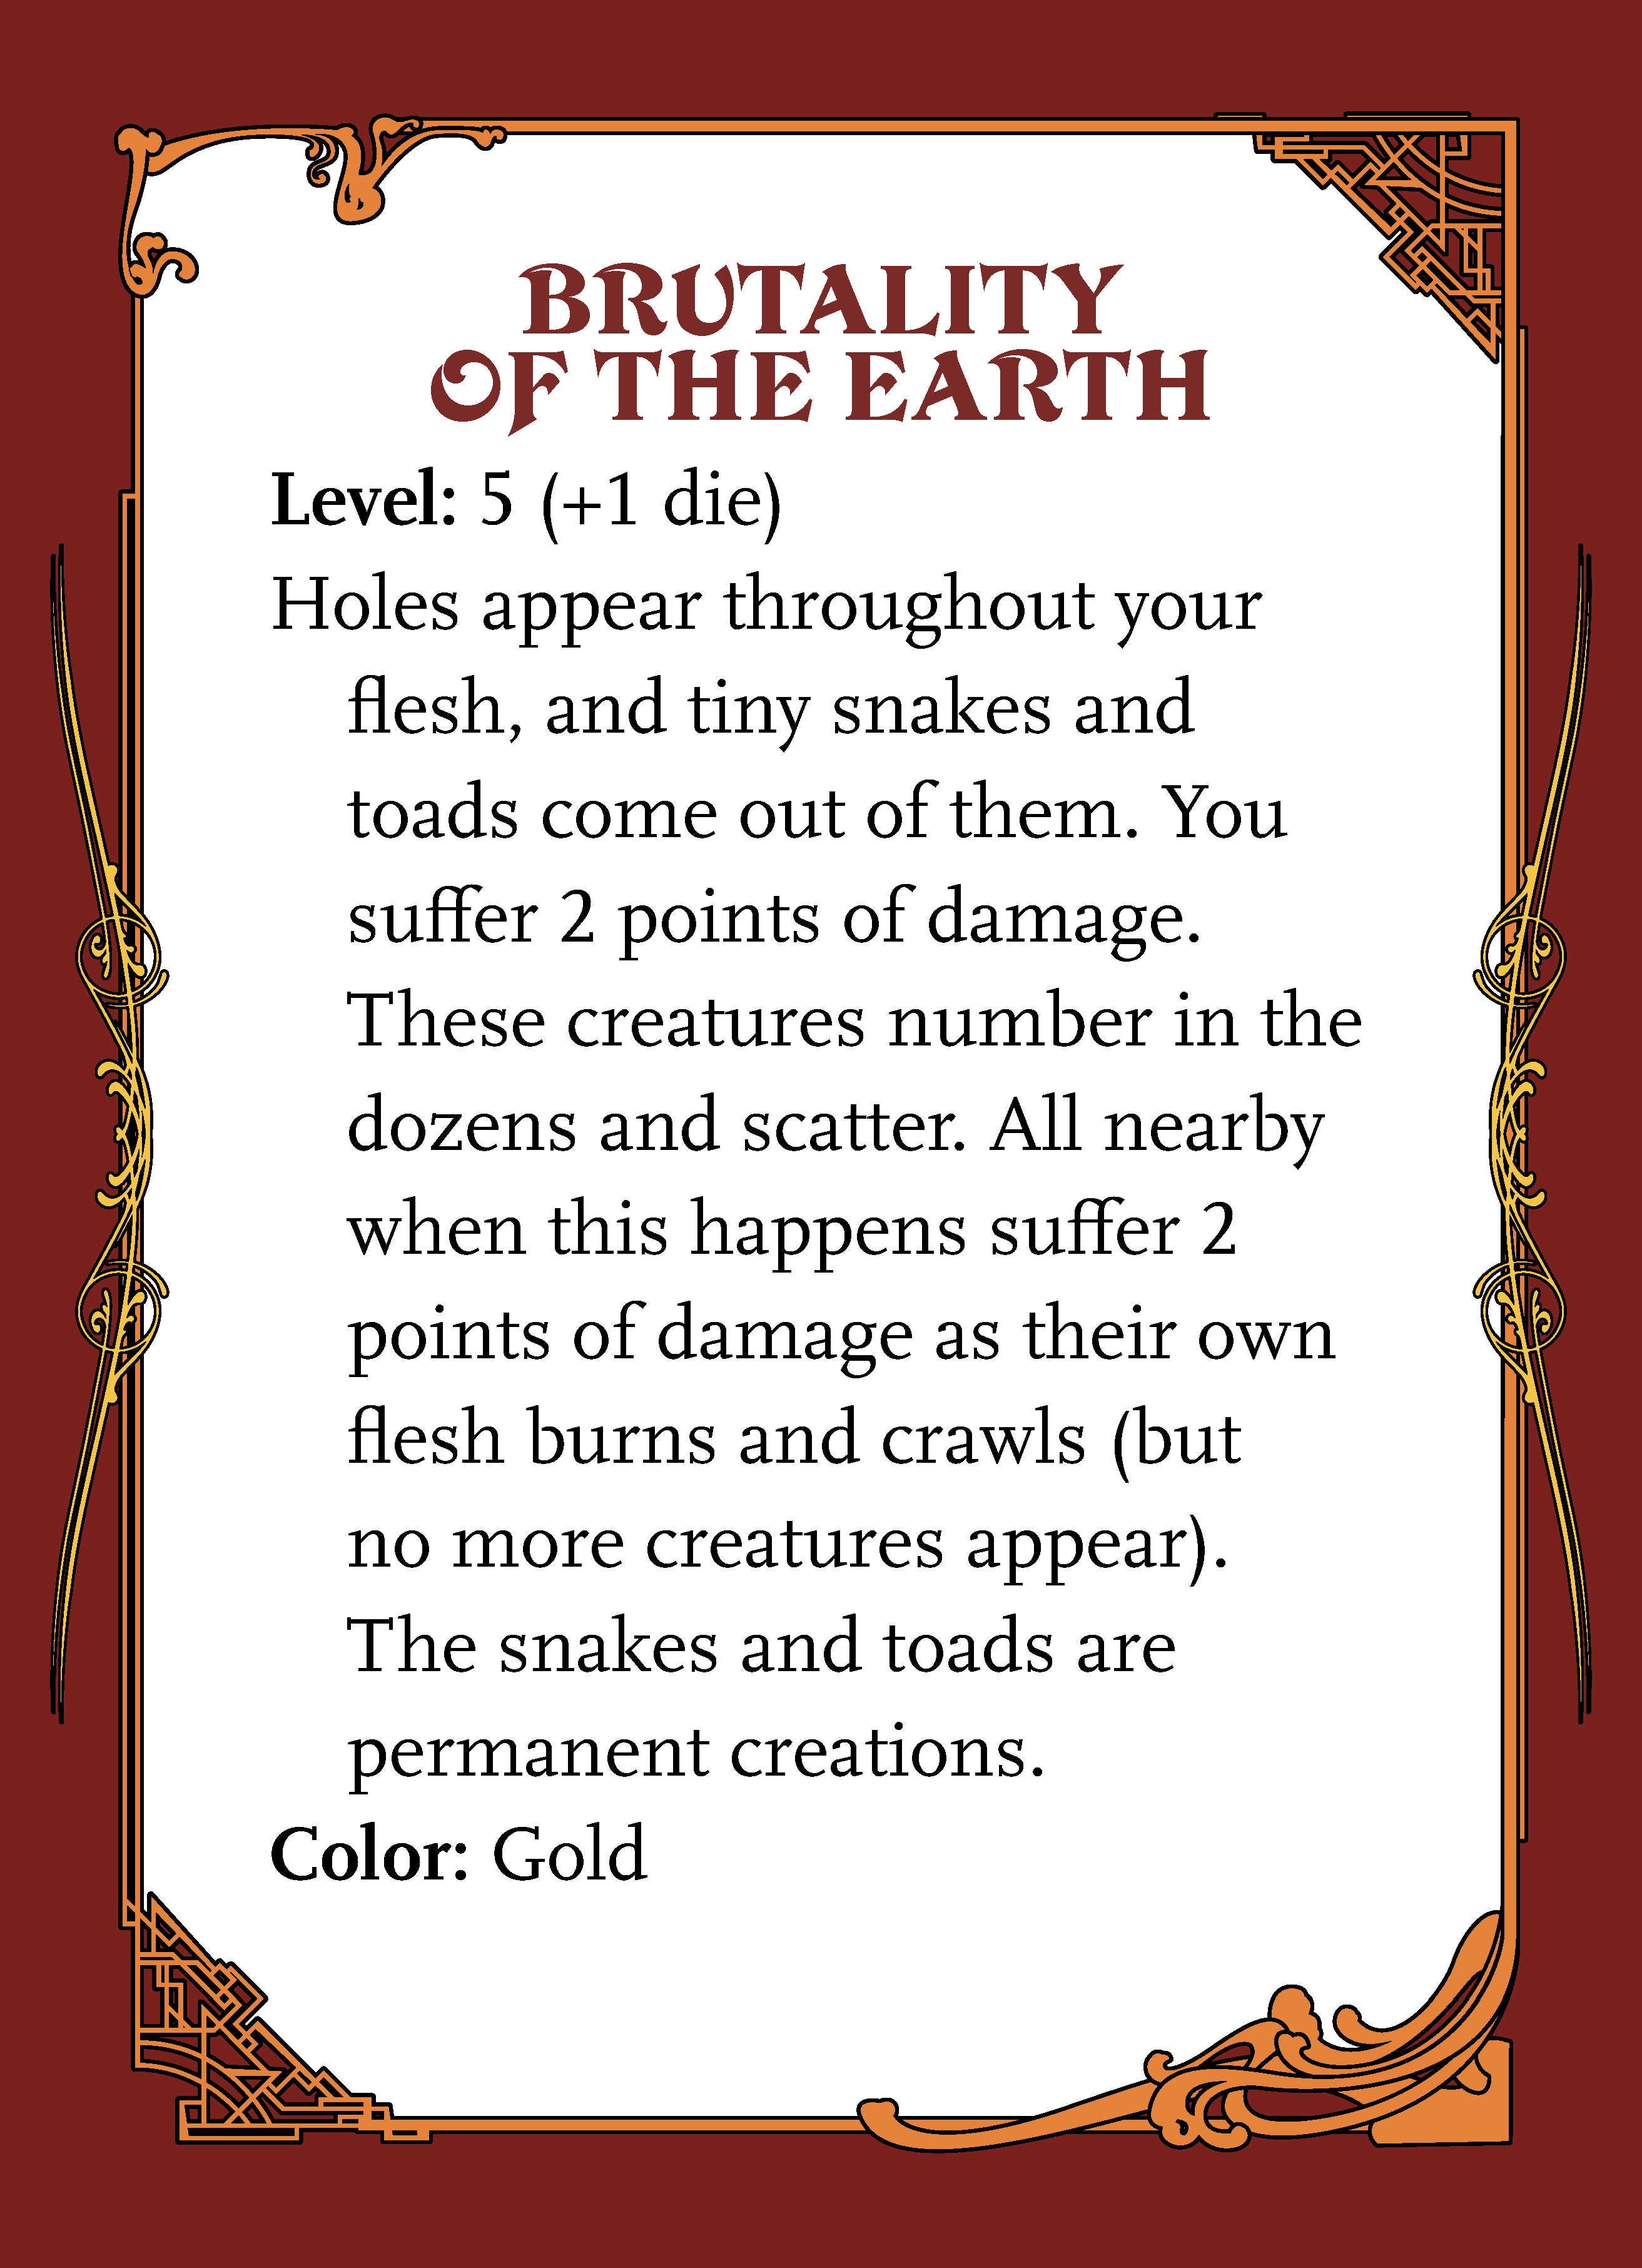 BRUTALITY
OF THE EARTH
Level: 5 (+1 die)
Holes appear throughout your
flesh, and tiny snakes and
toads come out of them. You
suffer 2 points of damage.
These creatures number in the
dozens and scatter. All nearby
when this happens suffer 2
points of damage as their own
flesh burns and crawls (but
no more creatures appear).
The snakes and toads are
permanent creations.
Color: Gold